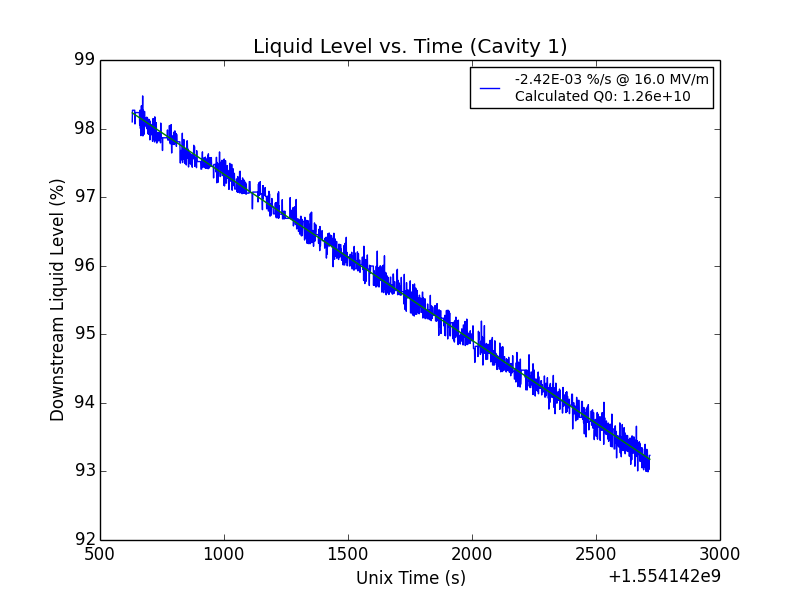 Liquid Level vs. Time (Cavity 1)
-2.42E-03 %/s @ 16.0 MV/m
Calculated Q0: 1.26e+10
Downstream Liquid Level (%)
99
98
97
96
95
94
93
92
500 1000 1500 2000 2500 3000
Unix Time (s)
+1.554142e9